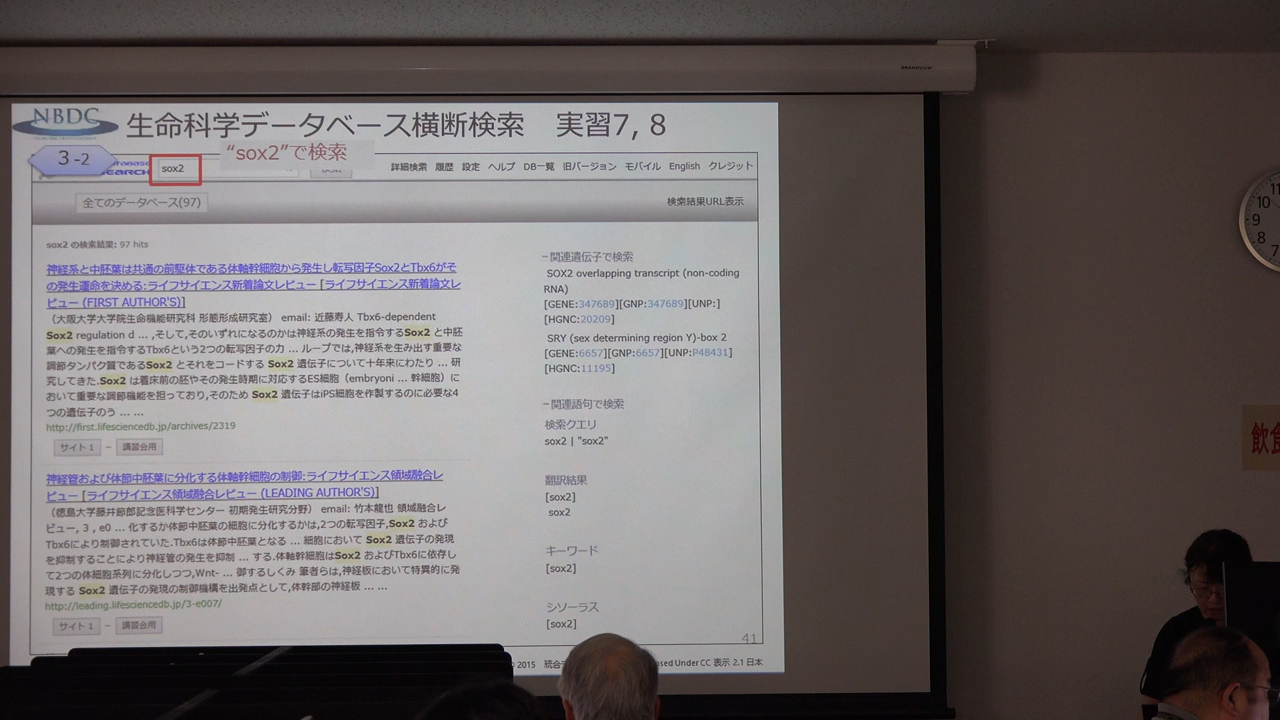 GRANDVIEW
NBDC
生命科学データベース横断検索　実習7, 8
3-2
sox2
“sox2”で検索
詳細検索 履歴 設定 ヘルプ DB一覧 旧バージョン モバイル English クレジット
全てのデータベース(97)
検索結果URL表示
sox2 の検索結果: 97 hits
神経系と中胚葉は共通の前駆体である体軸幹細胞から発生し転写因子Sox2とTbx6がそ
の発生運命を決める:ライフサイエンス新着論文レビュー [ライフサイエンス新着論文レ
ビュー (FIRST AUTHOR'S)]
（大阪大学大学院生命機能研究科 形態形成研究室） email: 近藤寿人 Tbx6-dependent
Sox2 regulation d ... ,そして,そのいずれになるのかは神経系の発生を指令するSox2 と中胚
葉への発生を指令するTbx6という2つの転写因子の力 ... ループでは,神経系を生み出す重要な
調節タンパク質であるSox2 とそれをコードする Sox2 遺伝子について十年来にわたり ... 研
究してきた.Sox2 は着床前の胚やその発生時期に対応するES細胞（embryoni ... 幹細胞）に
おいて重要な調節機能を担っており,そのため Sox2 遺伝子はiPS細胞を作製するのに必要な4
つの遺伝子のう ... ...
http://first.lifesciencedb.jp/archives/2319
サイト 1 － 講習会用
神経管および体節中胚葉に分化する体軸幹細胞の制御:ライフサイエンス領域融合レ
ビュー [ライフサイエンス領域融合レビュー (LEADING AUTHOR'S)]
（徳島大学藤井節郎記念医科学センター 初期発生研究分野） email: 竹本龍也 領域融合レ
ビュー, 3 , e0 ... 化するか体節中胚葉の細胞に分化するかは,2つの転写因子,Sox2 および
Tbx6により制御されていた.Tbx6は体節中胚葉となる ... 細胞において Sox2 遺伝子の発現
を抑制することにより神経管の発生を抑制 ... する.体軸幹細胞はSox2 およびTbx6に依存し
て2つの体細胞系列に分化しつつ,Wnt- ... 御するしくみ 筆者らは,神経板において特異的に発
現する Sox2 遺伝子の発現の制御機構を出発点として,体幹部の神経板 ... ...
http://leading.lifesciencedb.jp/3-e007/
サイト 1 － 講習会用
－関連遺伝子で検索
SOX2 overlapping transcript (non-coding
RNA)
[GENE:347689][GNP:347689][UNP:]
[HGNC:20209]
SRY (sex determining region Y)-box 2
[GENE:6657][GNP:6657][UNP:P48431]
[HGNC:11195]
－関連語句で検索
検索クエリ
sox2 | "sox2"
翻訳結果
[sox2]
sox2
キーワード
[sox2]
シソーラス
[sox2]
41
2015 統合 Under CC 表示 2.1 日本
11
10
9
8
7
飲食